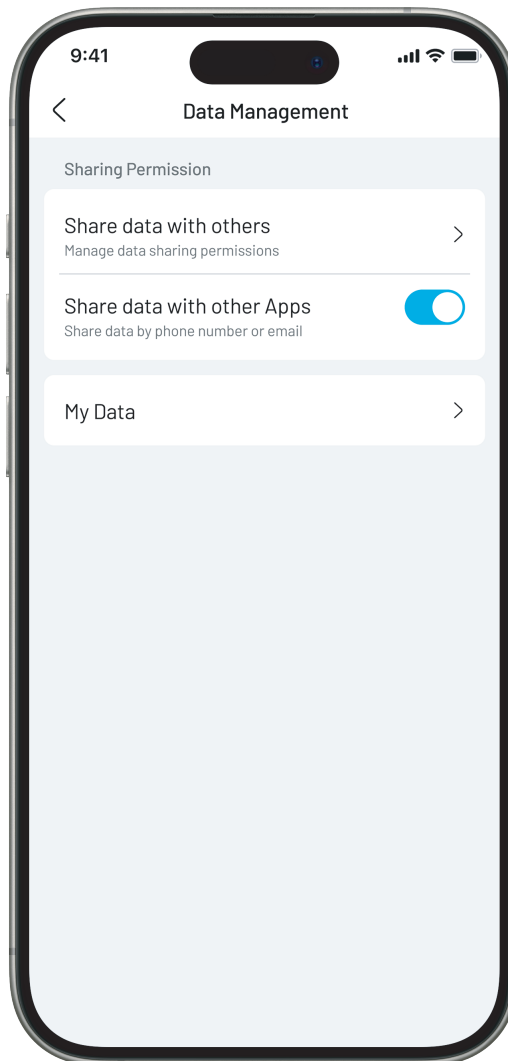 9:41
Data Management
Sharing Permission
Share data with others
Manage data sharing permissions
Share data with other Apps
Share data by phone number or email
My Data